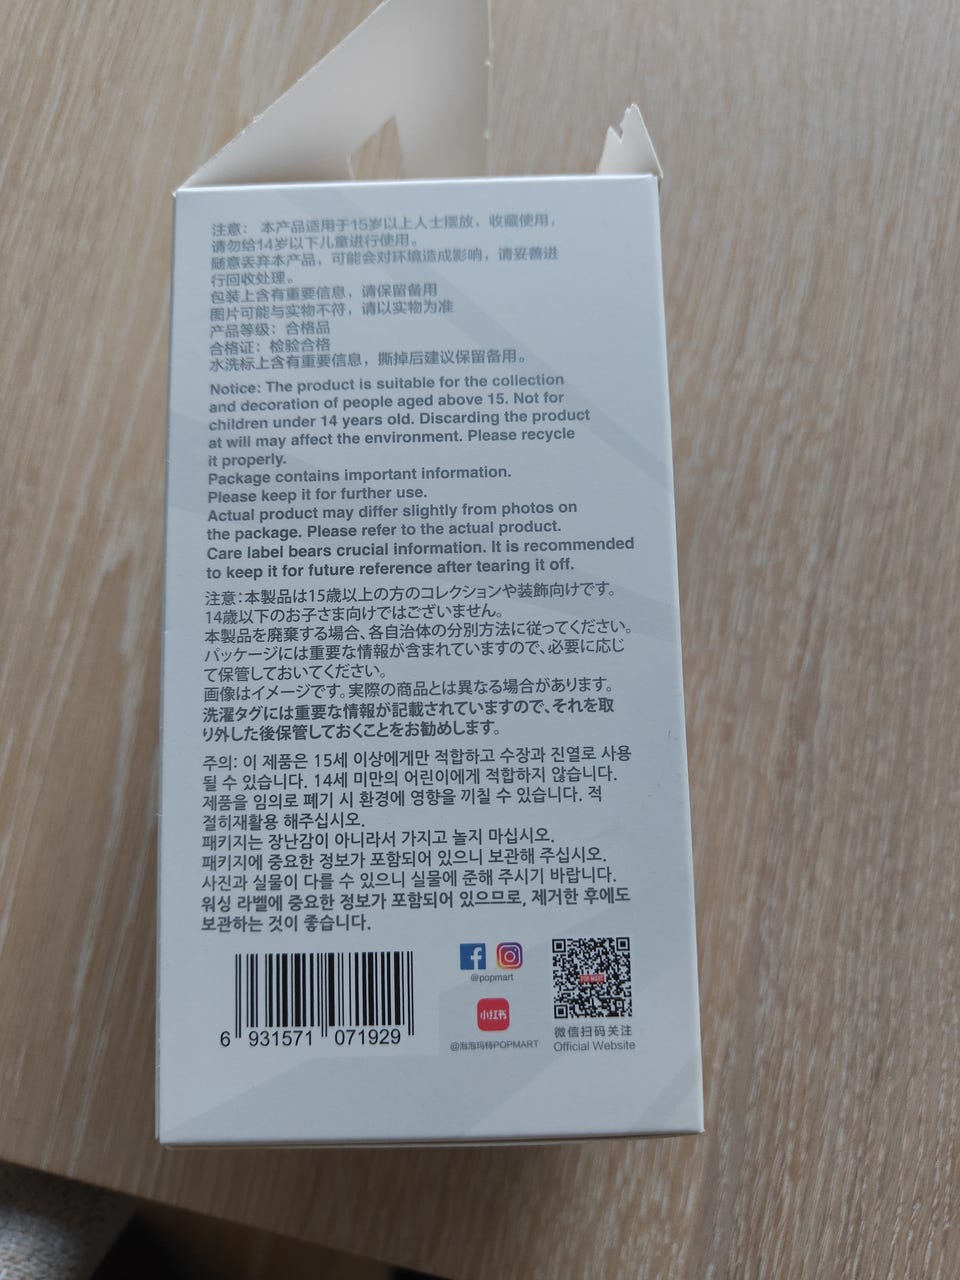 注意： 本产品适用于15岁以上人士摆放，收藏使用，
请勿给14岁以下儿童进行使用。
随意丢弃本产品，可能会对环境造成影响，请妥善进
行回收处理。
包装上含有重要信息，请保留备用
图片可能与实物不符，请以实物为准
产品等级：合格品
合格证：检验合格
水洗标上含有重要信息，撕掉后建议保留备用。
Notice: The product is suitable for the collection
and decoration of people aged above 15. Not for
children under 14 years old. Discarding the product
at will may affect the environment. Please recycle
it properly.
Package contains important information.
Please keep it for further use.
Actual product may differ slightly from photos on
the package. Please refer to the actual product.
Care label bears crucial information. It is recommended
to keep it for future reference after tearing it off.
注意：本製品は15歳以上の方のコレクションや装飾向けです。
14歳以下のお子さま向けではございません。
本製品を廃棄する場合、各自治体の分別方法に従ってください。
パッケージには重要な情報が含まれていますので、必要に応じ
て保管しておいてください。
画像はイメージです。実際の商品とは異なる場合があります。
洗濯タグには重要な情報が記載されていますので、それを取
り外した後保管しておくことをお勧めします。
주의: 이 제품은 15세 이상에게만 적합하고 수장과 진열로 사용
될 수 있습니다. 14세 미만의 어린이에게 적합하지 않습니다.
제품을 임의로 폐기 시 환경에 영향을 끼칠 수 있습니다. 적
절히재활용 해주십시오.
패키지는 장난감이 아니라서 가지고 놀지 마십시오.
패키지에 중요한 정보가 포함되어 있으니 보관해 주십시오.
사진과 실물이 다를 수 있으니 실물에 준해 주시기 바랍니다.
워싱 라벨에 중요한 정보가 포함되어 있으므로, 제거한 후에도
보관하는 것이 좋습니다.
6 931571 071929
@popmart
小红书
@泡泡玛特POPMART
POP MART
微信扫码关注
Official Website